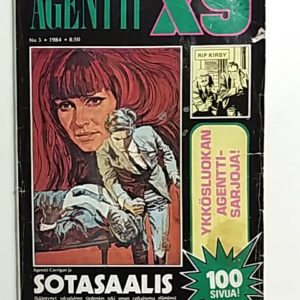 AGENTTI X9
No 3 • 1984 • 8:50
RIP KIRBY
YKKÖSLUOKAN
AGENTTI-
SARJOJA!
Agentti Corrigan ja
SOTASAALIS
100
SIVUA!